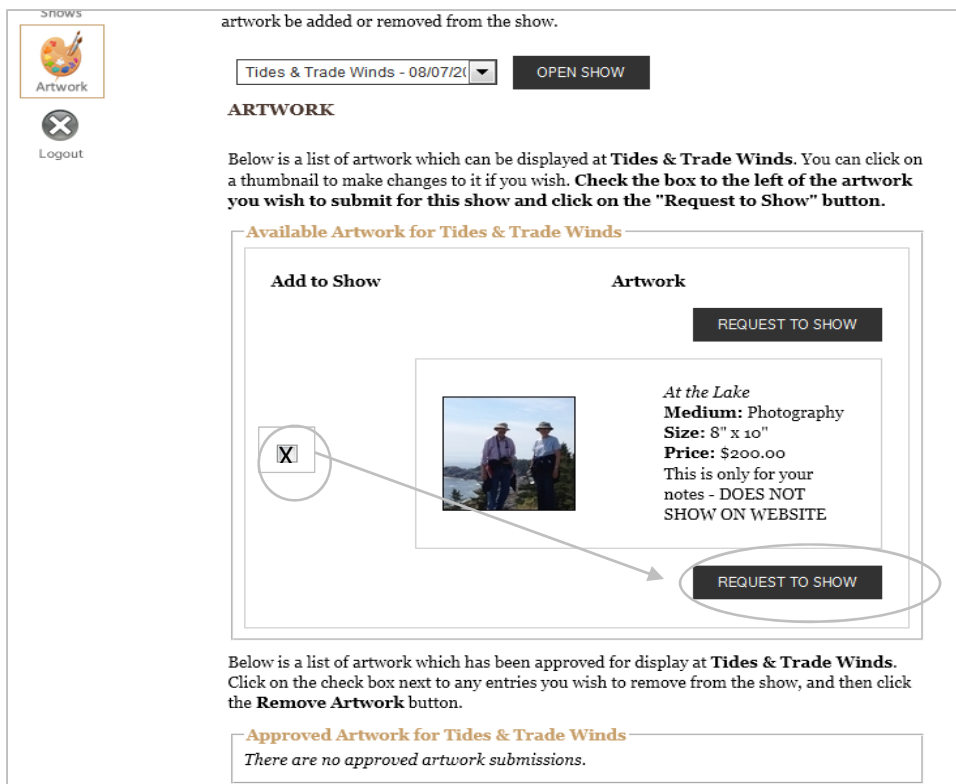 Shows
Artwork
Logout
artwork be added or removed from the show.
Tides & Trade Winds - 08/07/2(
OPEN SHOW
ARTWORK
Below is a list of artwork which can be displayed at Tides & Trade Winds. You can click on
a thumbnail to make changes to it if you wish. Check the box to the left of the artwork
you wish to submit for this show and click on the "Request to Show" button.
Available Artwork for Tides & Trade Winds
Add to Show
Artwork
REQUEST TO SHOW
X
At the Lake
Medium: Photography
Size: 8" x 10"
Price: $200.00
This is only for your
notes - DOES NOT
SHOW ON WEBSITE
REQUEST TO SHOW
Below is a list of artwork which has been approved for display at Tides & Trade Winds.
Click on the check box next to any entries you wish to remove from the show, and then click
the Remove Artwork button.
Approved Artwork for Tides & Trade Winds
There are no approved artwork submissions.